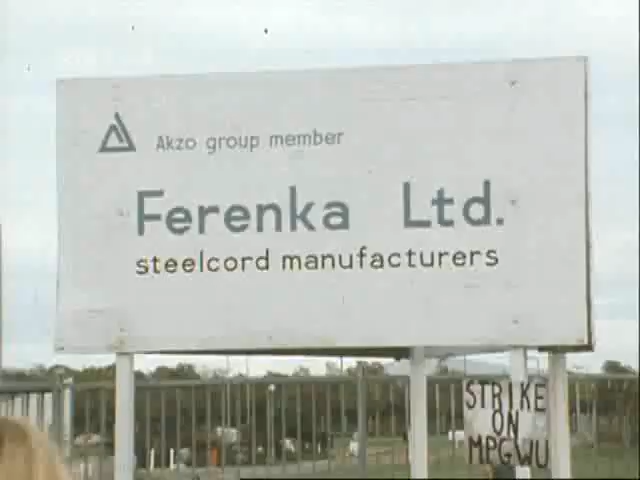 Akzo group member
Ferenka Ltd.
steelcord manufacturers
STRIKE
ON
MPGWU